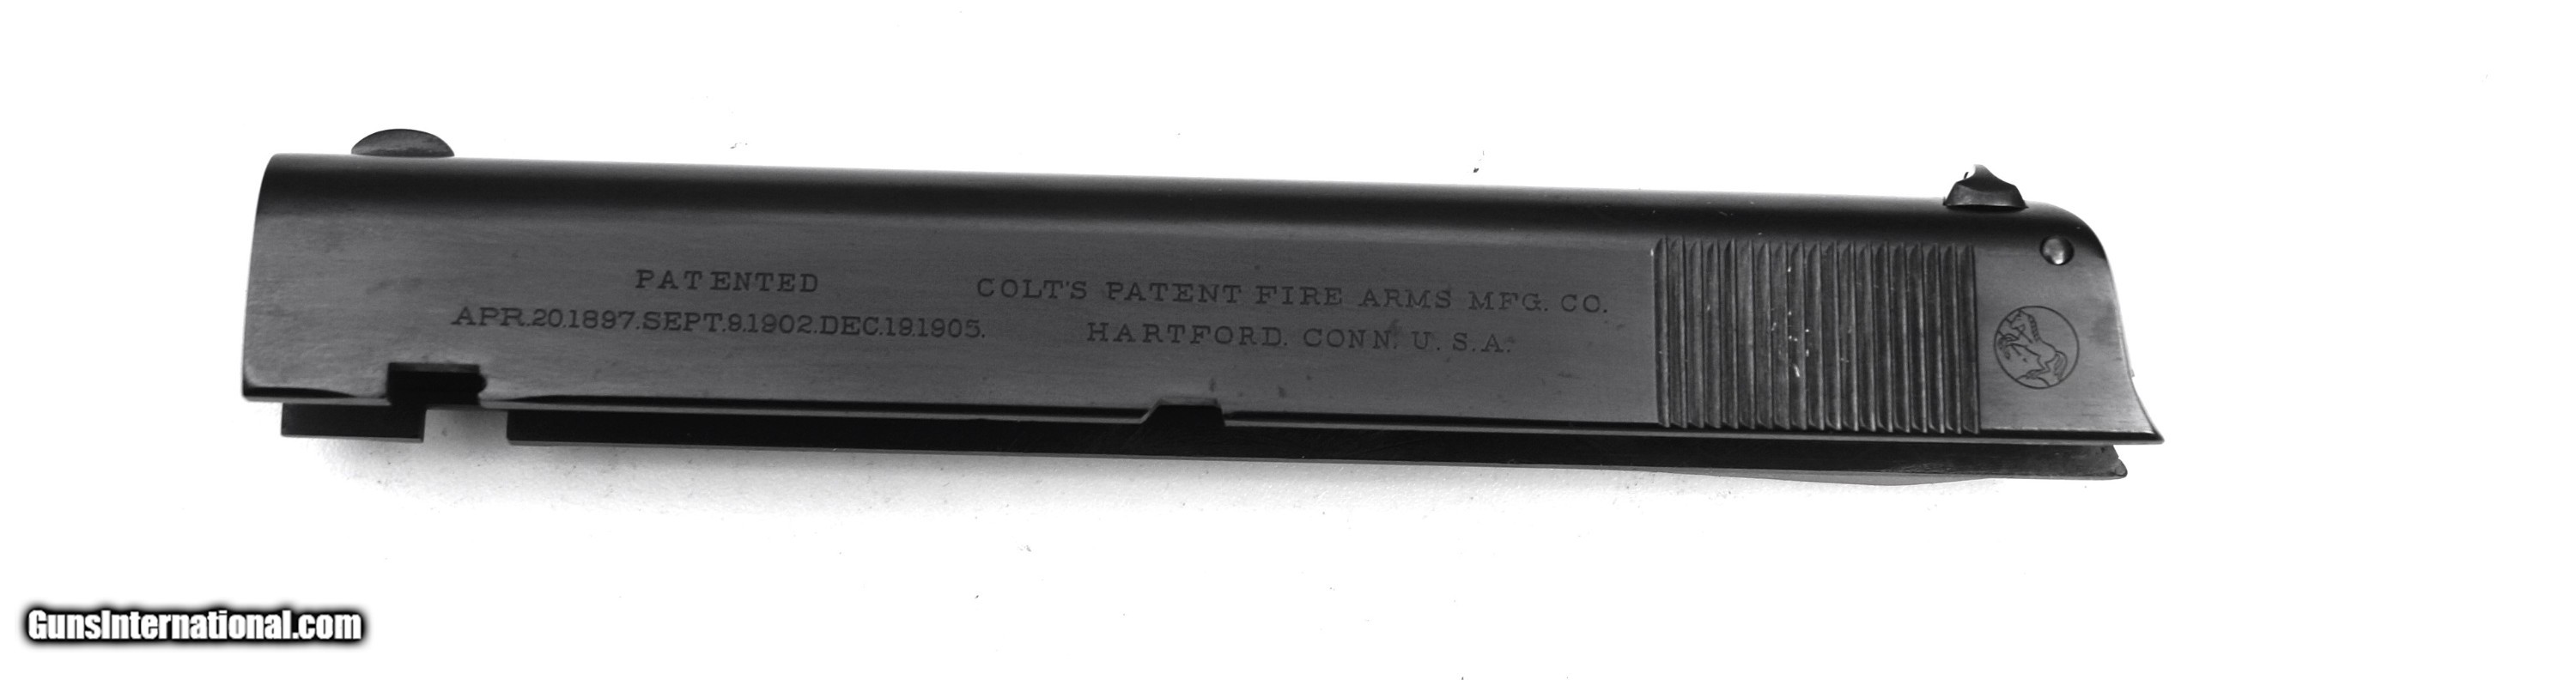 PATENTED
APR.20.1897.SEPT.9.1902.DEC.19.1905.
COLT'S PATENT FIRE ARMS MFG. CO.
HARTFORD. CONN. U. S. A.
GunsInternational.com